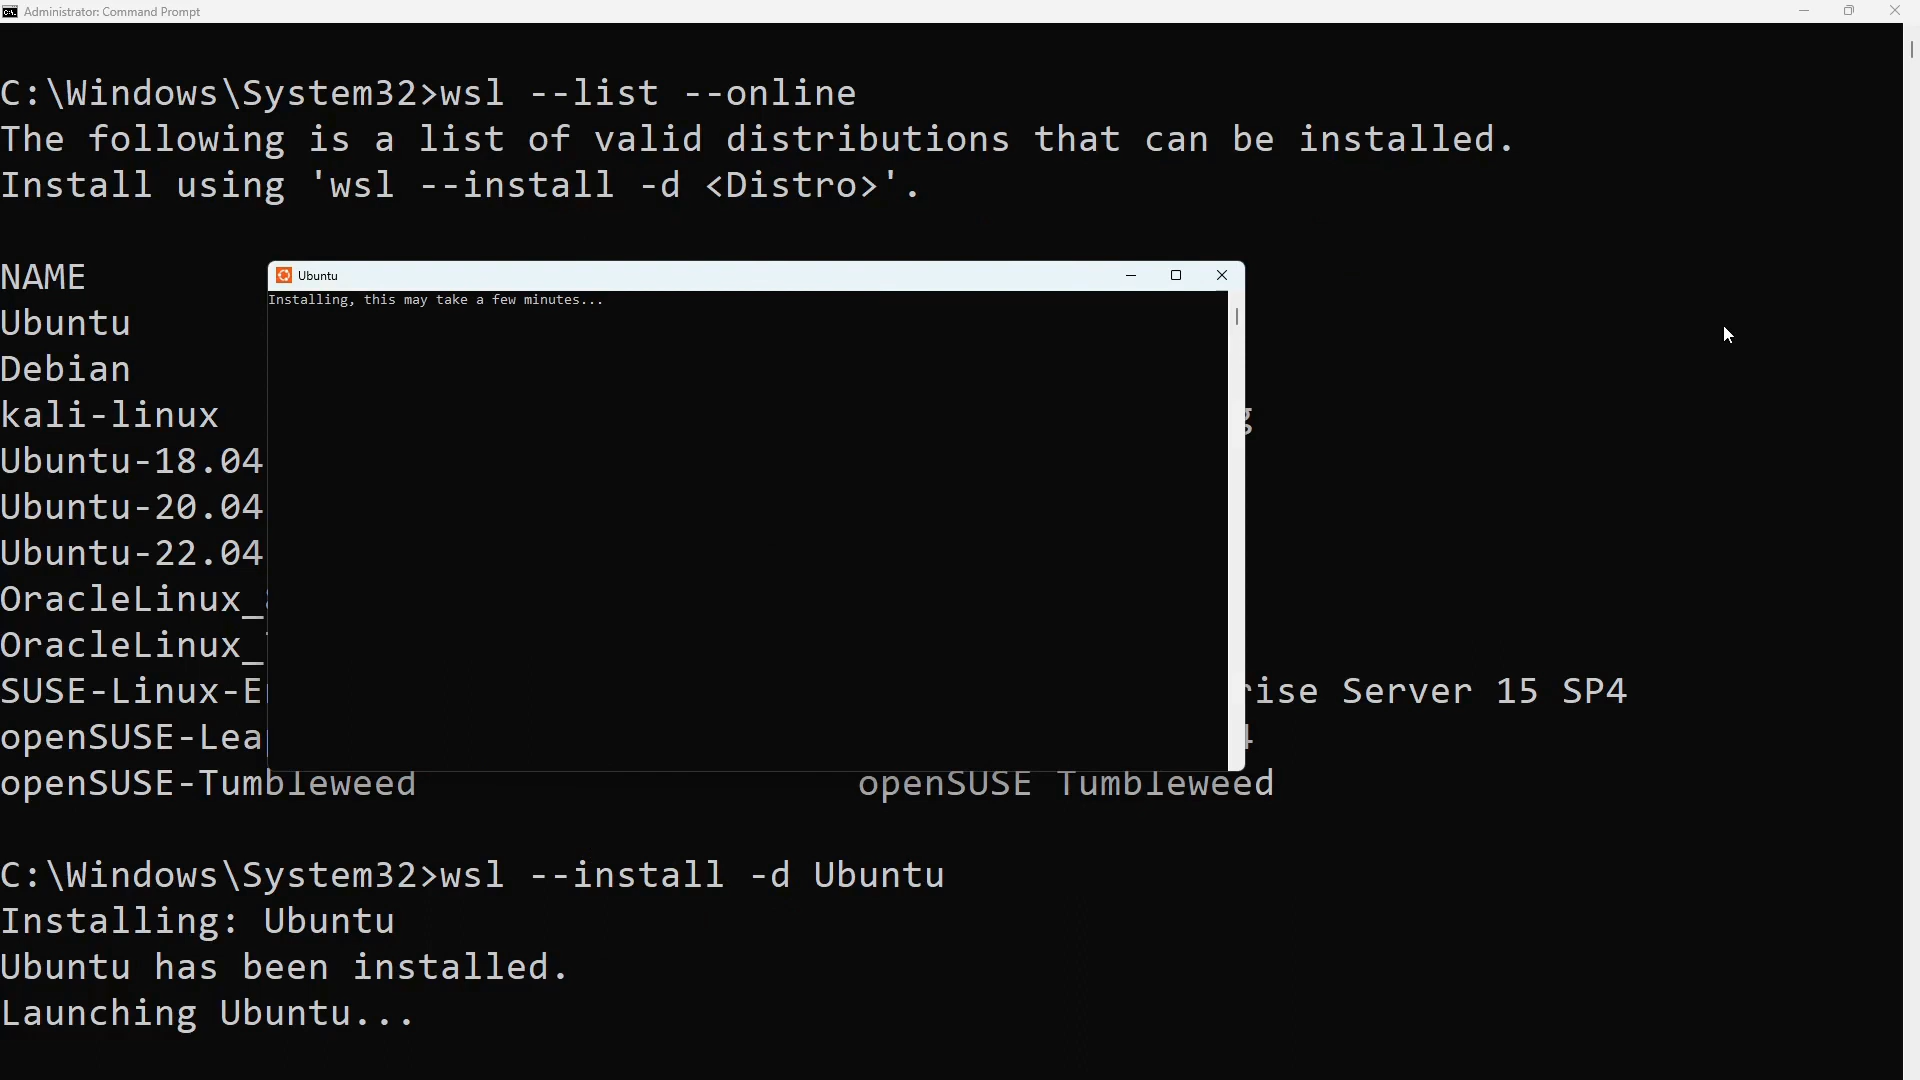 Administrator: Command Prompt
C:\Windows\System32>wsl --list --online
The following is a list of valid distributions that can be installed.
Install using 'wsl --install -d <Distro>'.
NAME
Ubuntu
Debian
kali-linux
Ubuntu-18.04
Ubuntu-20.04
Ubuntu-22.04
OracleLinux_
OracleLinux_
SUSE-Linux-E rise Server 15 SP4
openSUSE-Lea
openSUSE-Tumbleweed openSUSE Tumbleweed
Ubuntu
Installing, this may take a few minutes...
C:\Windows\System32>wsl --install -d Ubuntu
Installing: Ubuntu
Ubuntu has been installed.
Launching Ubuntu...